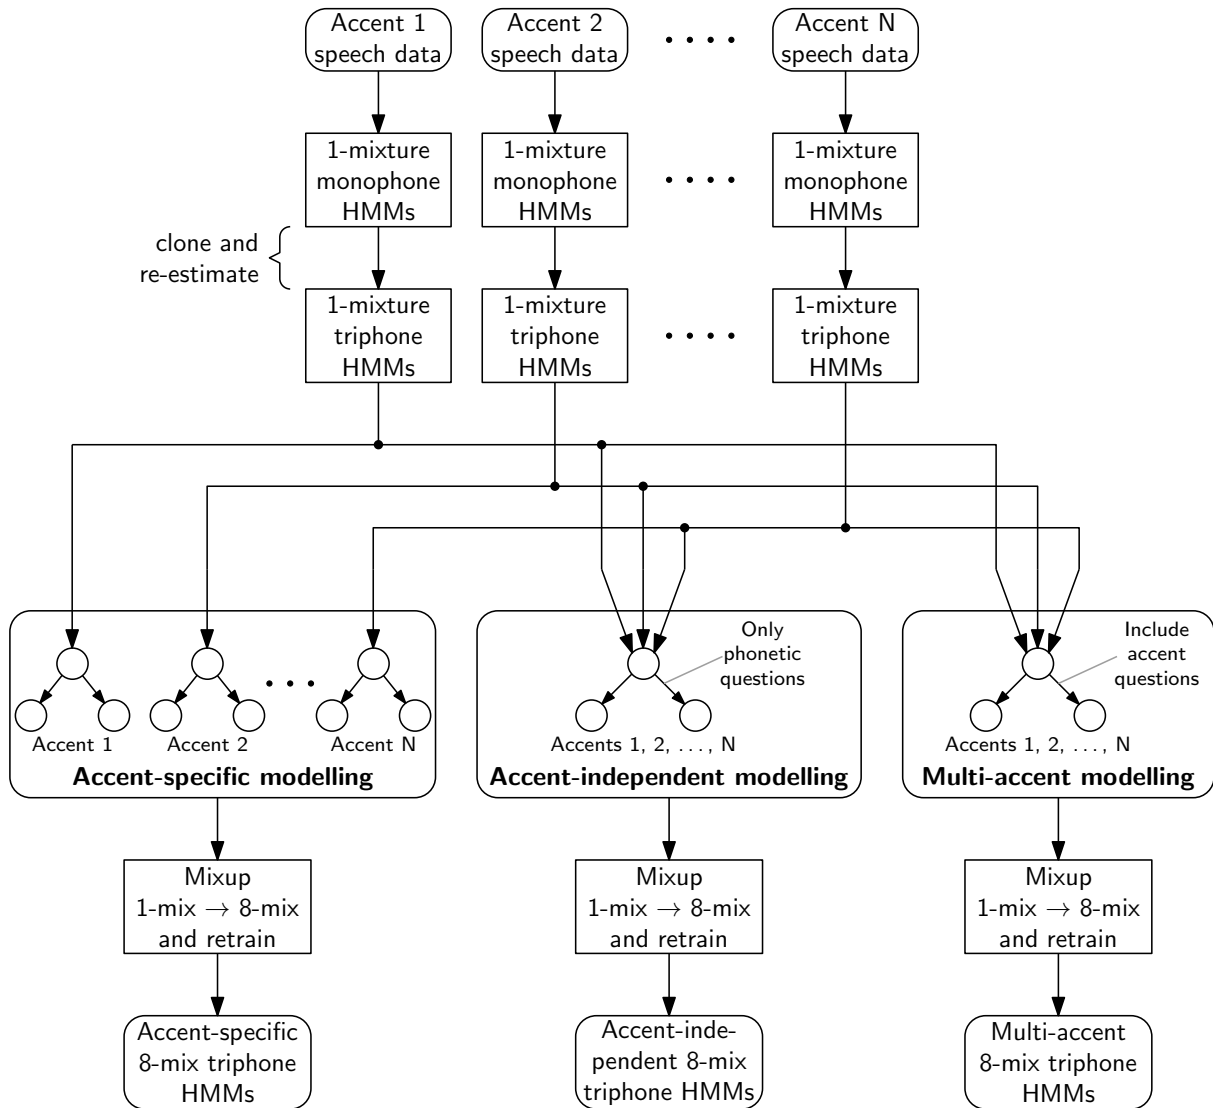 Accent 1
speech data
Accent 2
speech data
Accent N
speech data
1-mixture
monophone
HMMs
1-mixture
monophone
HMMs
1-mixture
monophone
HMMs
clone and
re-estimate
1-mixture
triphone
HMMs
1-mixture
triphone
HMMs
1-mixture
triphone
HMMs
Accent 1
Accent 2
Accent N
Accent-specific modelling
Only
phonetic
questions
Accents 1, 2, . . . , N
Accent-independent modelling
Include
accent
questions
Accents 1, 2, . . . , N
Multi-accent modelling
Mixup
1-mix → 8-mix
and retrain
Mixup
1-mix → 8-mix
and retrain
Mixup
1-mix → 8-mix
and retrain
Accent-specific
8-mix triphone
HMMs
Accent-inde-
pendent 8-mix
triphone HMMs
Multi-accent
8-mix triphone
HMMs